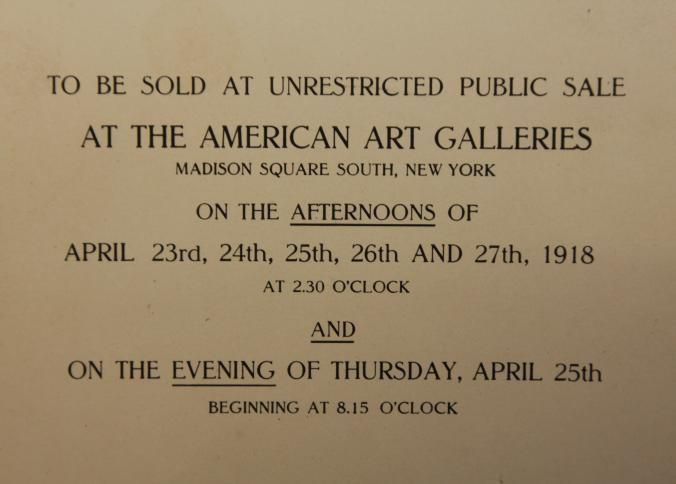 TO BE SOLD AT UNRESTRICTED PUBLIC SALE
AT THE AMERICAN ART GALLERIES
MADISON SQUARE SOUTH, NEW YORK
ON THE AFTERNOONS OF
APRIL 23rd, 24th, 25th, 26th AND 27th, 1918
AT 2.30 O'CLOCK
AND
ON THE EVENING OF THURSDAY, APRIL 25th
BEGINNING AT 8.15 O'CLOCK